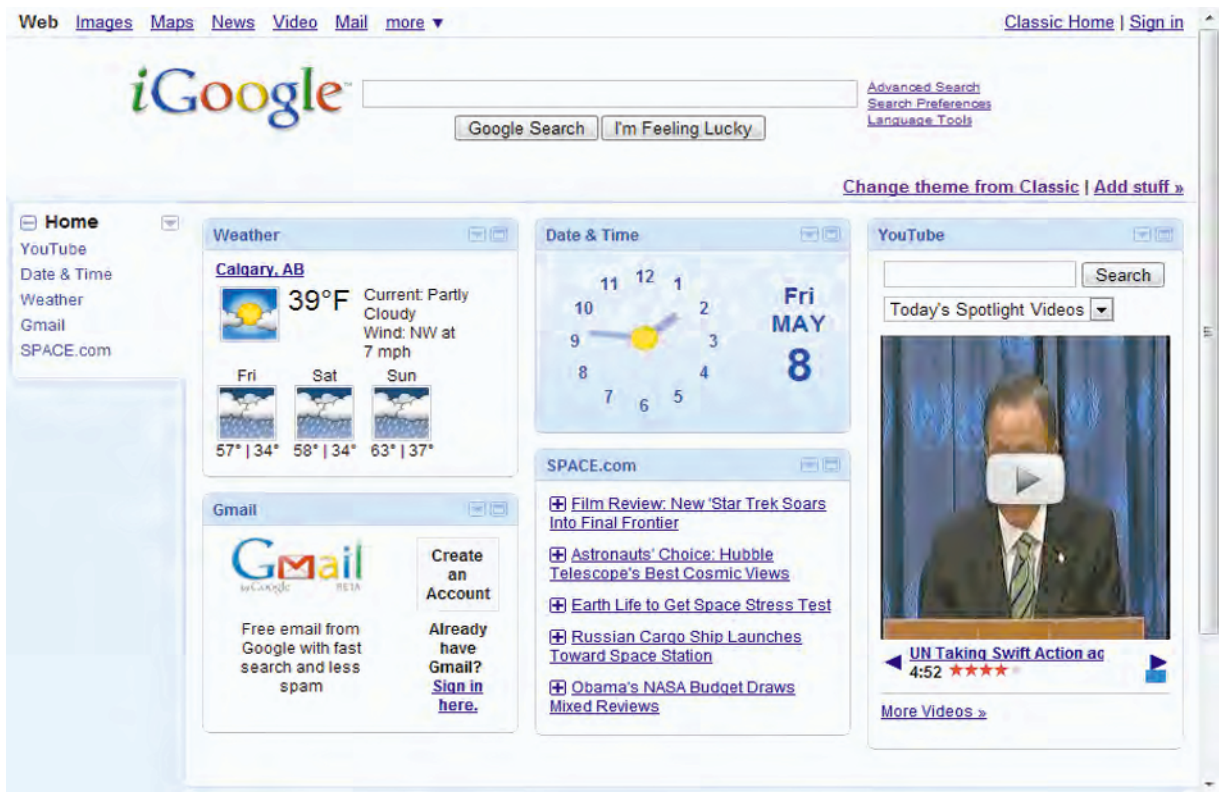 Web Images Maps News Video Mail more ▼
Classic Home | Sign in
iGoogle™
Advanced Search
Search Preferences
Language Tools
Google Search I'm Feeling Lucky
Change theme from Classic | Add stuff »
Home
YouTube
Date & Time
Weather
Gmail
SPACE.com
Weather
Calgary, AB
39°F
Current: Partly
Cloudy
Wind: NW at
7 mph
Fri Sat Sun
57° | 34° 58° | 34° 63° | 37°
Gmail
Gmail
by Google BETA
Create
an
Account
Free email from
Google with fast
search and less
spam
Already
have
Gmail?
Sign in
here.
Date & Time
12
11 1
10 2
9 3
8 4
7 5
6
Fri
MAY
8
SPACE.com
Film Review: New 'Star Trek Soars
Into Final Frontier
Astronauts' Choice: Hubble
Telescope's Best Cosmic Views
Earth Life to Get Space Stress Test
Russian Cargo Ship Launches
Toward Space Station
Obama's NASA Budget Draws
Mixed Reviews
YouTube
Search
Today's Spotlight Videos
UN Taking Swift Action ag
4:52 ★★★★★
More Videos »